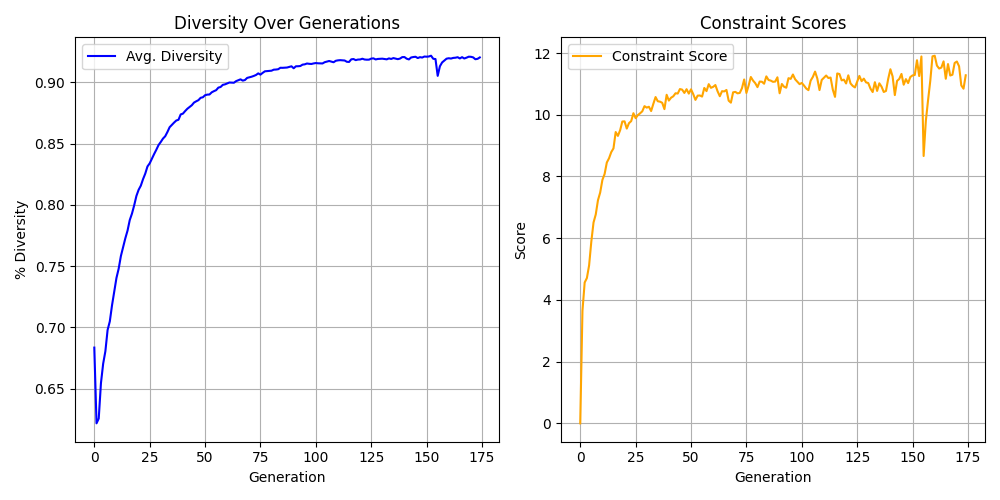 Diversity Over Generations
Avg. Diversity
% Diversity
0.90
0.85
0.80
0.75
0.70
0.65
0 25 50 75 100 125 150 175
Generation
Constraint Scores
Constraint Score
Score
12
10
8
6
4
2
0
0 25 50 75 100 125 150 175
Generation